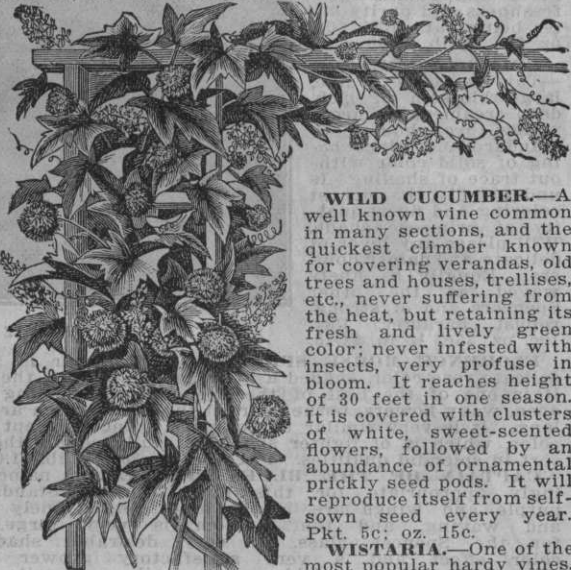 WILD CUCUMBER.—A
well known vine common
in many sections, and the
quickest climber known
for covering verandas, old
trees and houses, trellises,
etc., never suffering from
the heat, but retaining its
fresh and lively green
color; never infested with
insects, very profuse in
bloom. It reaches height
of 30 feet in one season.
It is covered with clusters
of white, sweet-scented
flowers, followed by an
abundance of ornamental
prickly seed pods. It will
reproduce itself from self-
sown seed every year.
Pkt. 5c; oz. 15c.
WISTARIA.—One of the
most popular hardy vines,